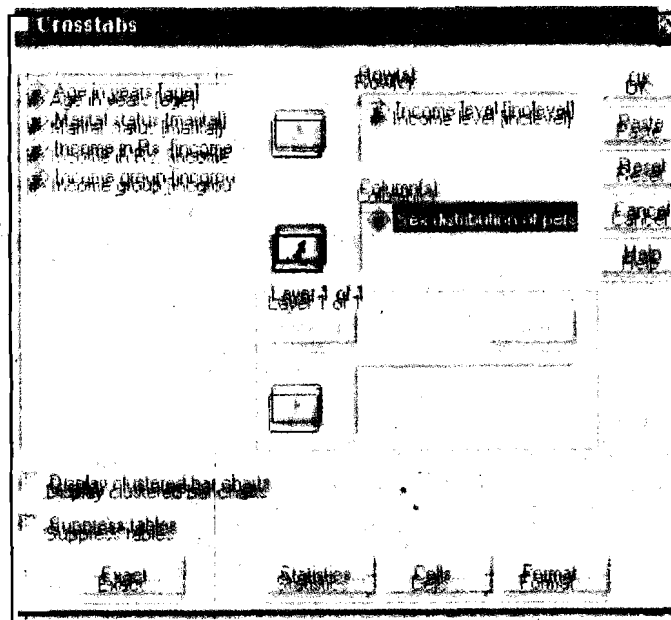 Crosstabs
Age in years [age]
Marital status [marital]
Income in Rs. [income
Income group [incgrou
Row(s)
Income level [inclevel]
Column(s)
Sex distribution of pers
Layer 1 of 1
OK
Paste
Reset
Cancel
Help
Display clustered bar charts
Suppress tables
Exact
Statistics
Cells
Format